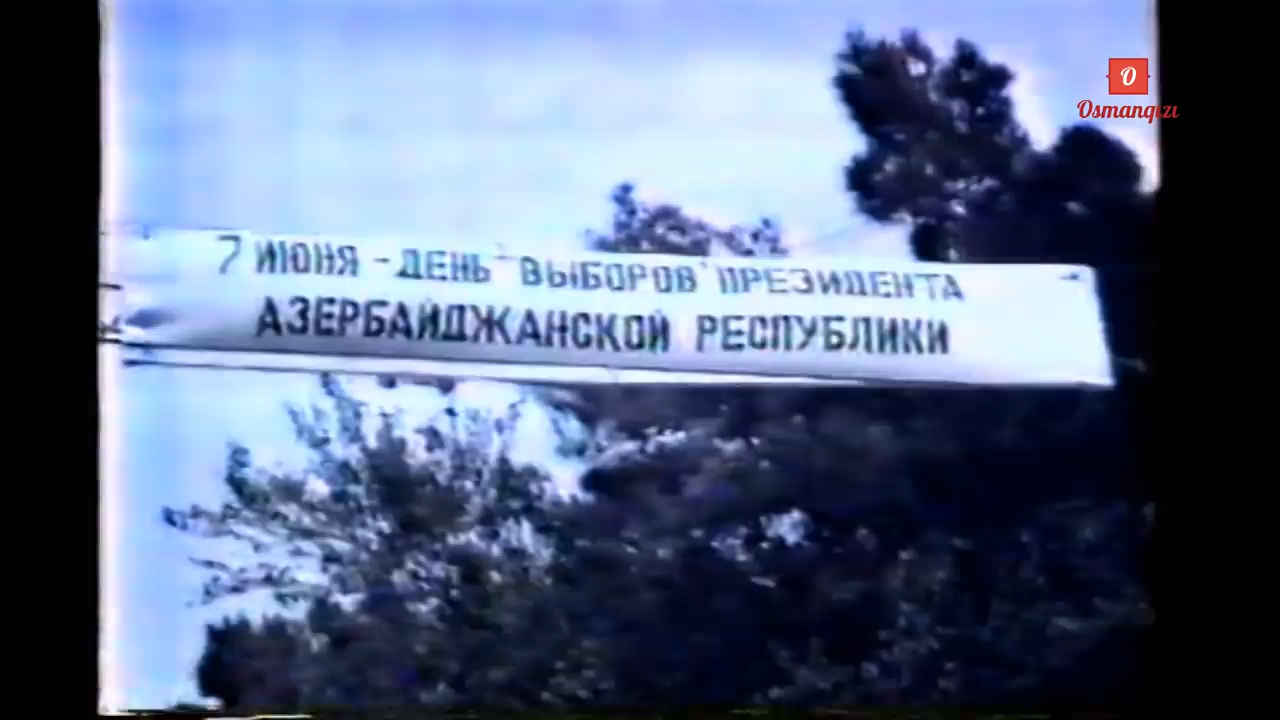 O
Osmanqızı
7 ИЮНЯ - ДЕНЬ ВЫБОРОВ ПРЕЗИДЕНТА
АЗЕРБАЙДЖАНСКОЙ РЕСПУБЛИКИ